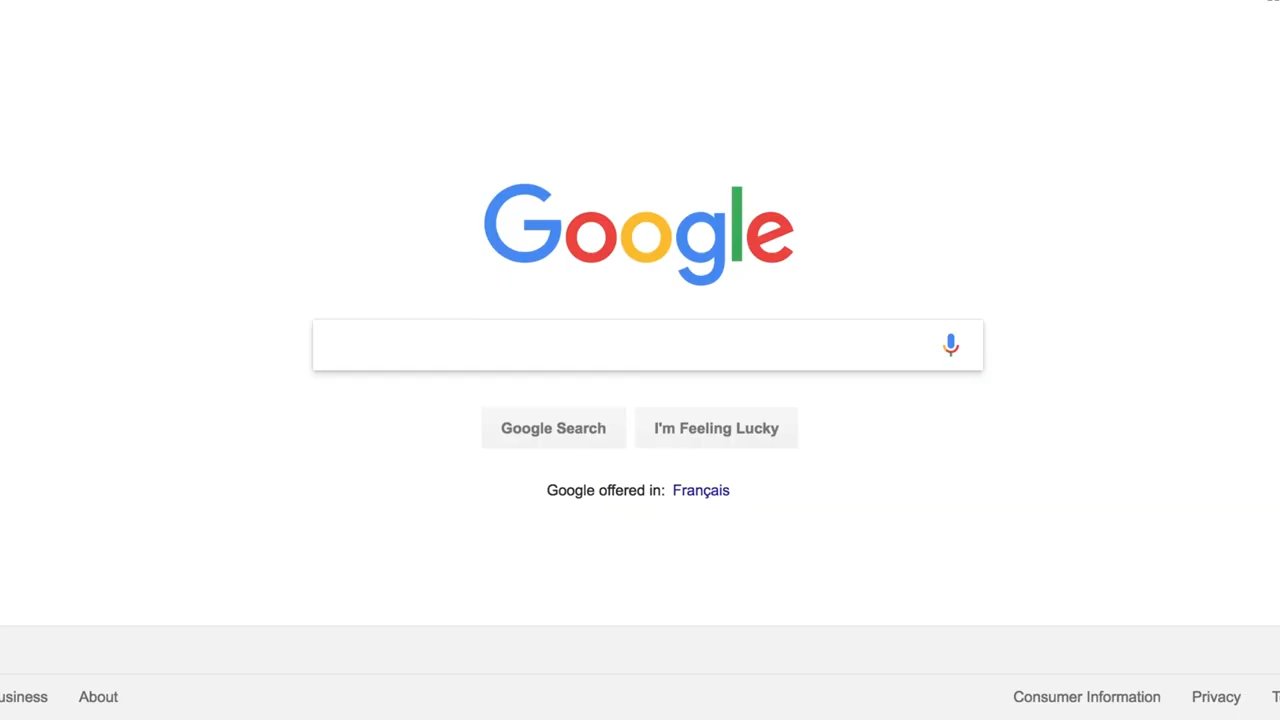 Google
Google Search
I'm Feeling Lucky
Google offered in: Français
About
Consumer Information
Privacy